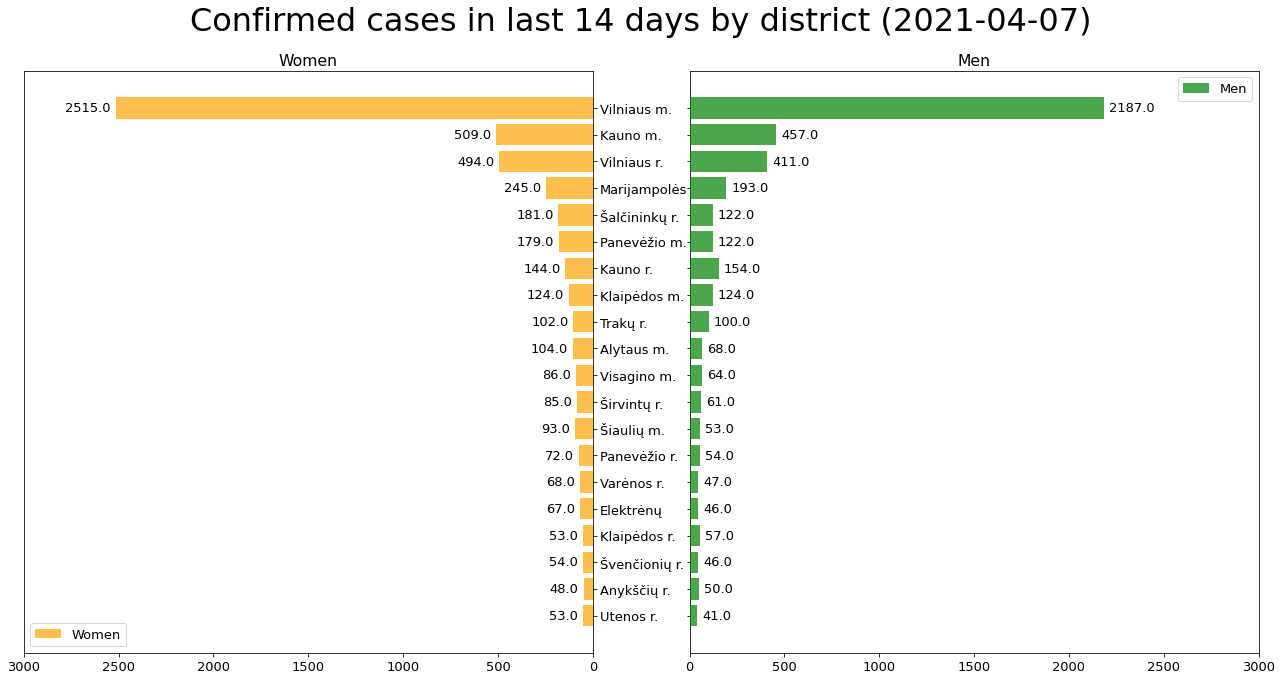 Confirmed cases in last 14 days by district (2021-04-07)
Women Men
Men
2515.0 Vilniaus m. 2187.0
509.0 Kauno m. 457.0
494.0 Vilniaus r. 411.0
245.0 Marijampolės 193.0
181.0 Šalčininkų r. 122.0
179.0 Panevėžio m. 122.0
144.0 Kauno r. 154.0
124.0 Klaipėdos m. 124.0
102.0 Trakų r. 100.0
104.0 Alytaus m. 68.0
86.0 Visagino m. 64.0
85.0 Širvintų r. 61.0
93.0 Šiaulių m. 53.0
72.0 Panevėžio r. 54.0
68.0 Varėnos r. 47.0
67.0 Elektrėnų 46.0
53.0 Klaipėdos r. 57.0
54.0 Švenčionių r. 46.0
48.0 Anykščių r. 50.0
53.0 Utenos r. 41.0
Women
3000 2500 2000 1500 1000 500 0 0 500 1000 1500 2000 2500 3000